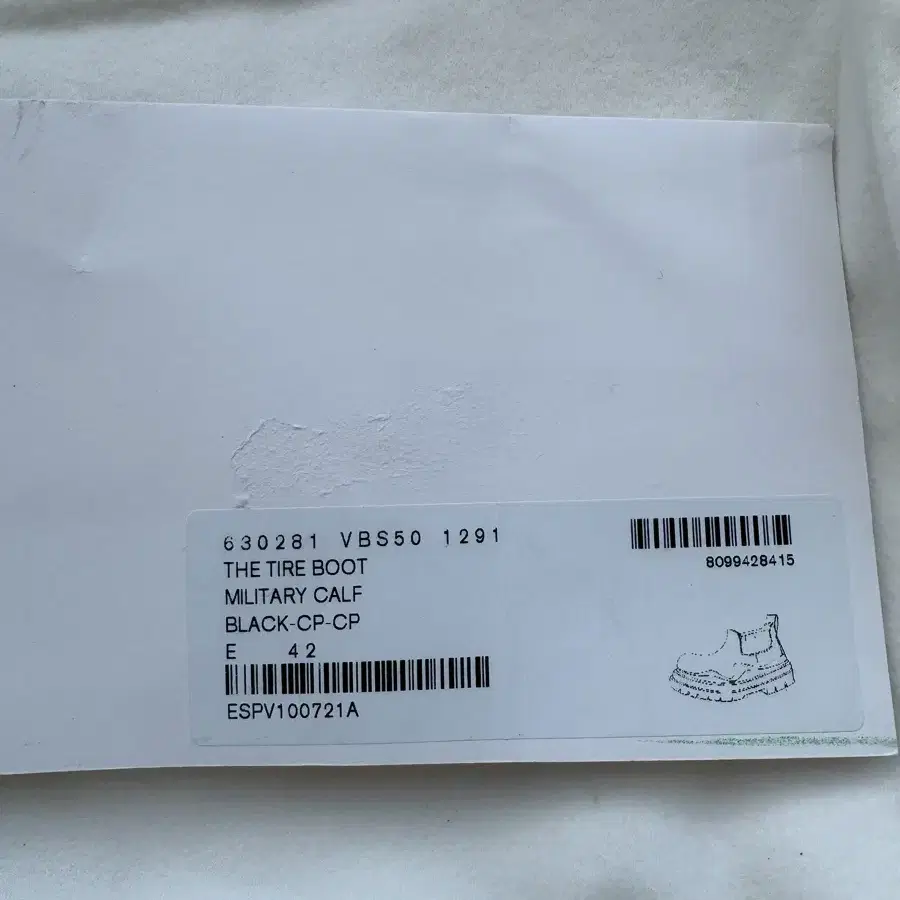 630281 VBS50 1291
THE TIRE BOOT
MILITARY CALF
BLACK-CP-CP
E 42
ESPV100721A
8099428415